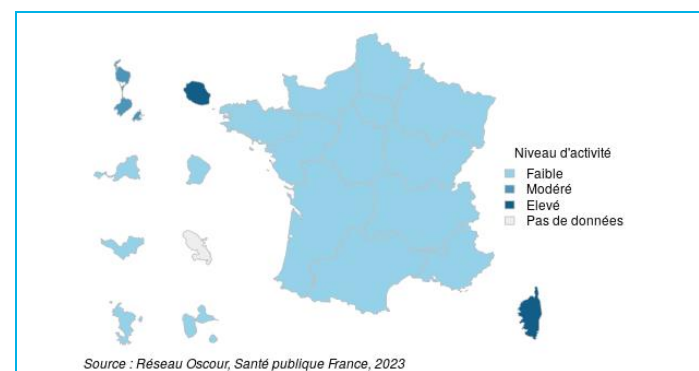 Niveau d'activité
Faible
Modéré
Elevé
Pas de données
Source : Réseau Oscour, Santé publique France, 2023